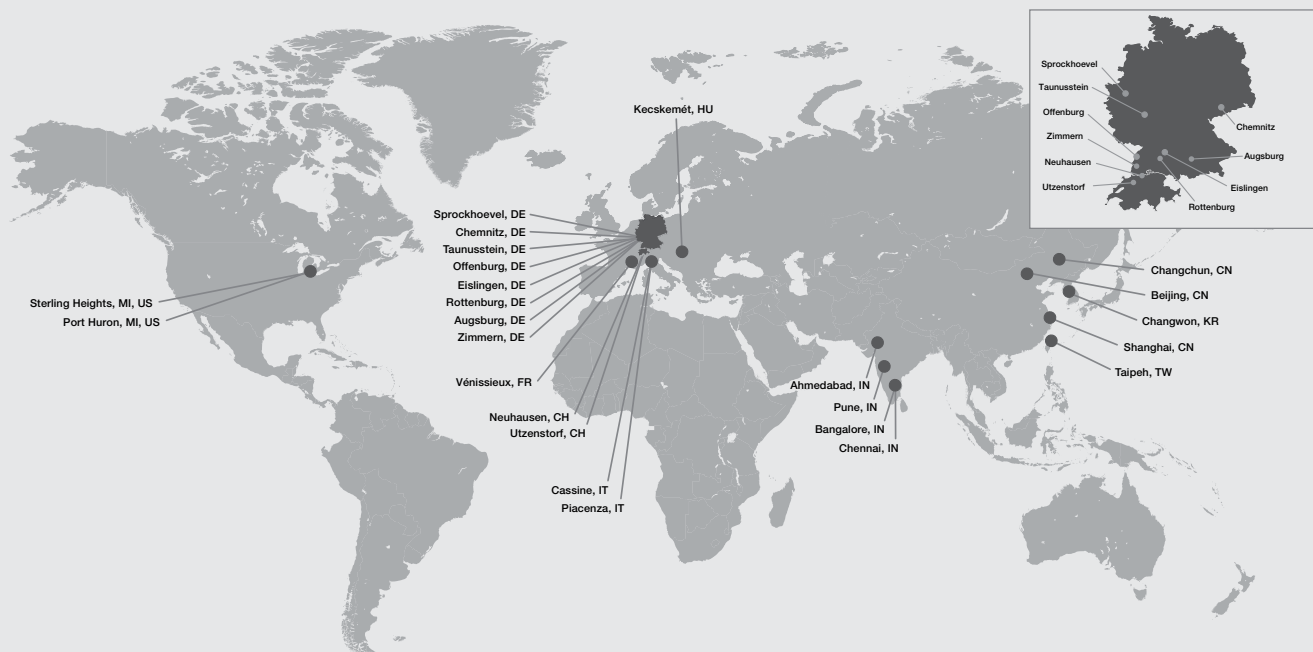 Kecskemét, HU
Sprockhoevel, DE
Chemnitz, DE
Taunusstein, DE
Offenburg, DE
Eislingen, DE
Rottenburg, DE
Augsburg, DE
Zimmern, DE
Sterling Heights, MI, US
Port Huron, MI, US
Vénissieux, FR
Neuhausen, CH
Utzenstorf, CH
Cassine, IT
Piacenza, IT
Ahmedabad, IN
Pune, IN
Bangalore, IN
Chennai, IN
Changchun, CN
Beijing, CN
Changwon, KR
Shanghai, CN
Taipeh, TW
Sprockhoevel
Taunusstein
Offenburg
Zimmern
Neuhausen
Utzenstorf
Chemnitz
Augsburg
Eislingen
Rottenburg